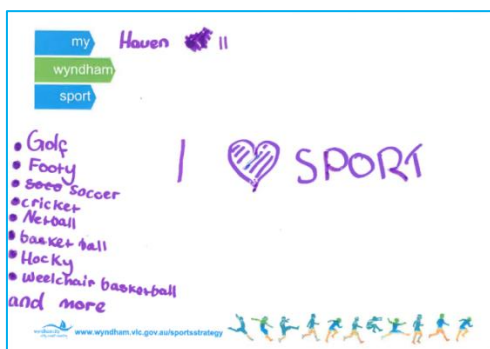 my Haven 11
wyndham
sport
I SPORT
• Golf
• Footy
• soco soccer
• cricket
• Netball
• basket ball
• Hocky
• weelchair basketball
and more
www.wyndham.vic.gov.au/sportsstrategy